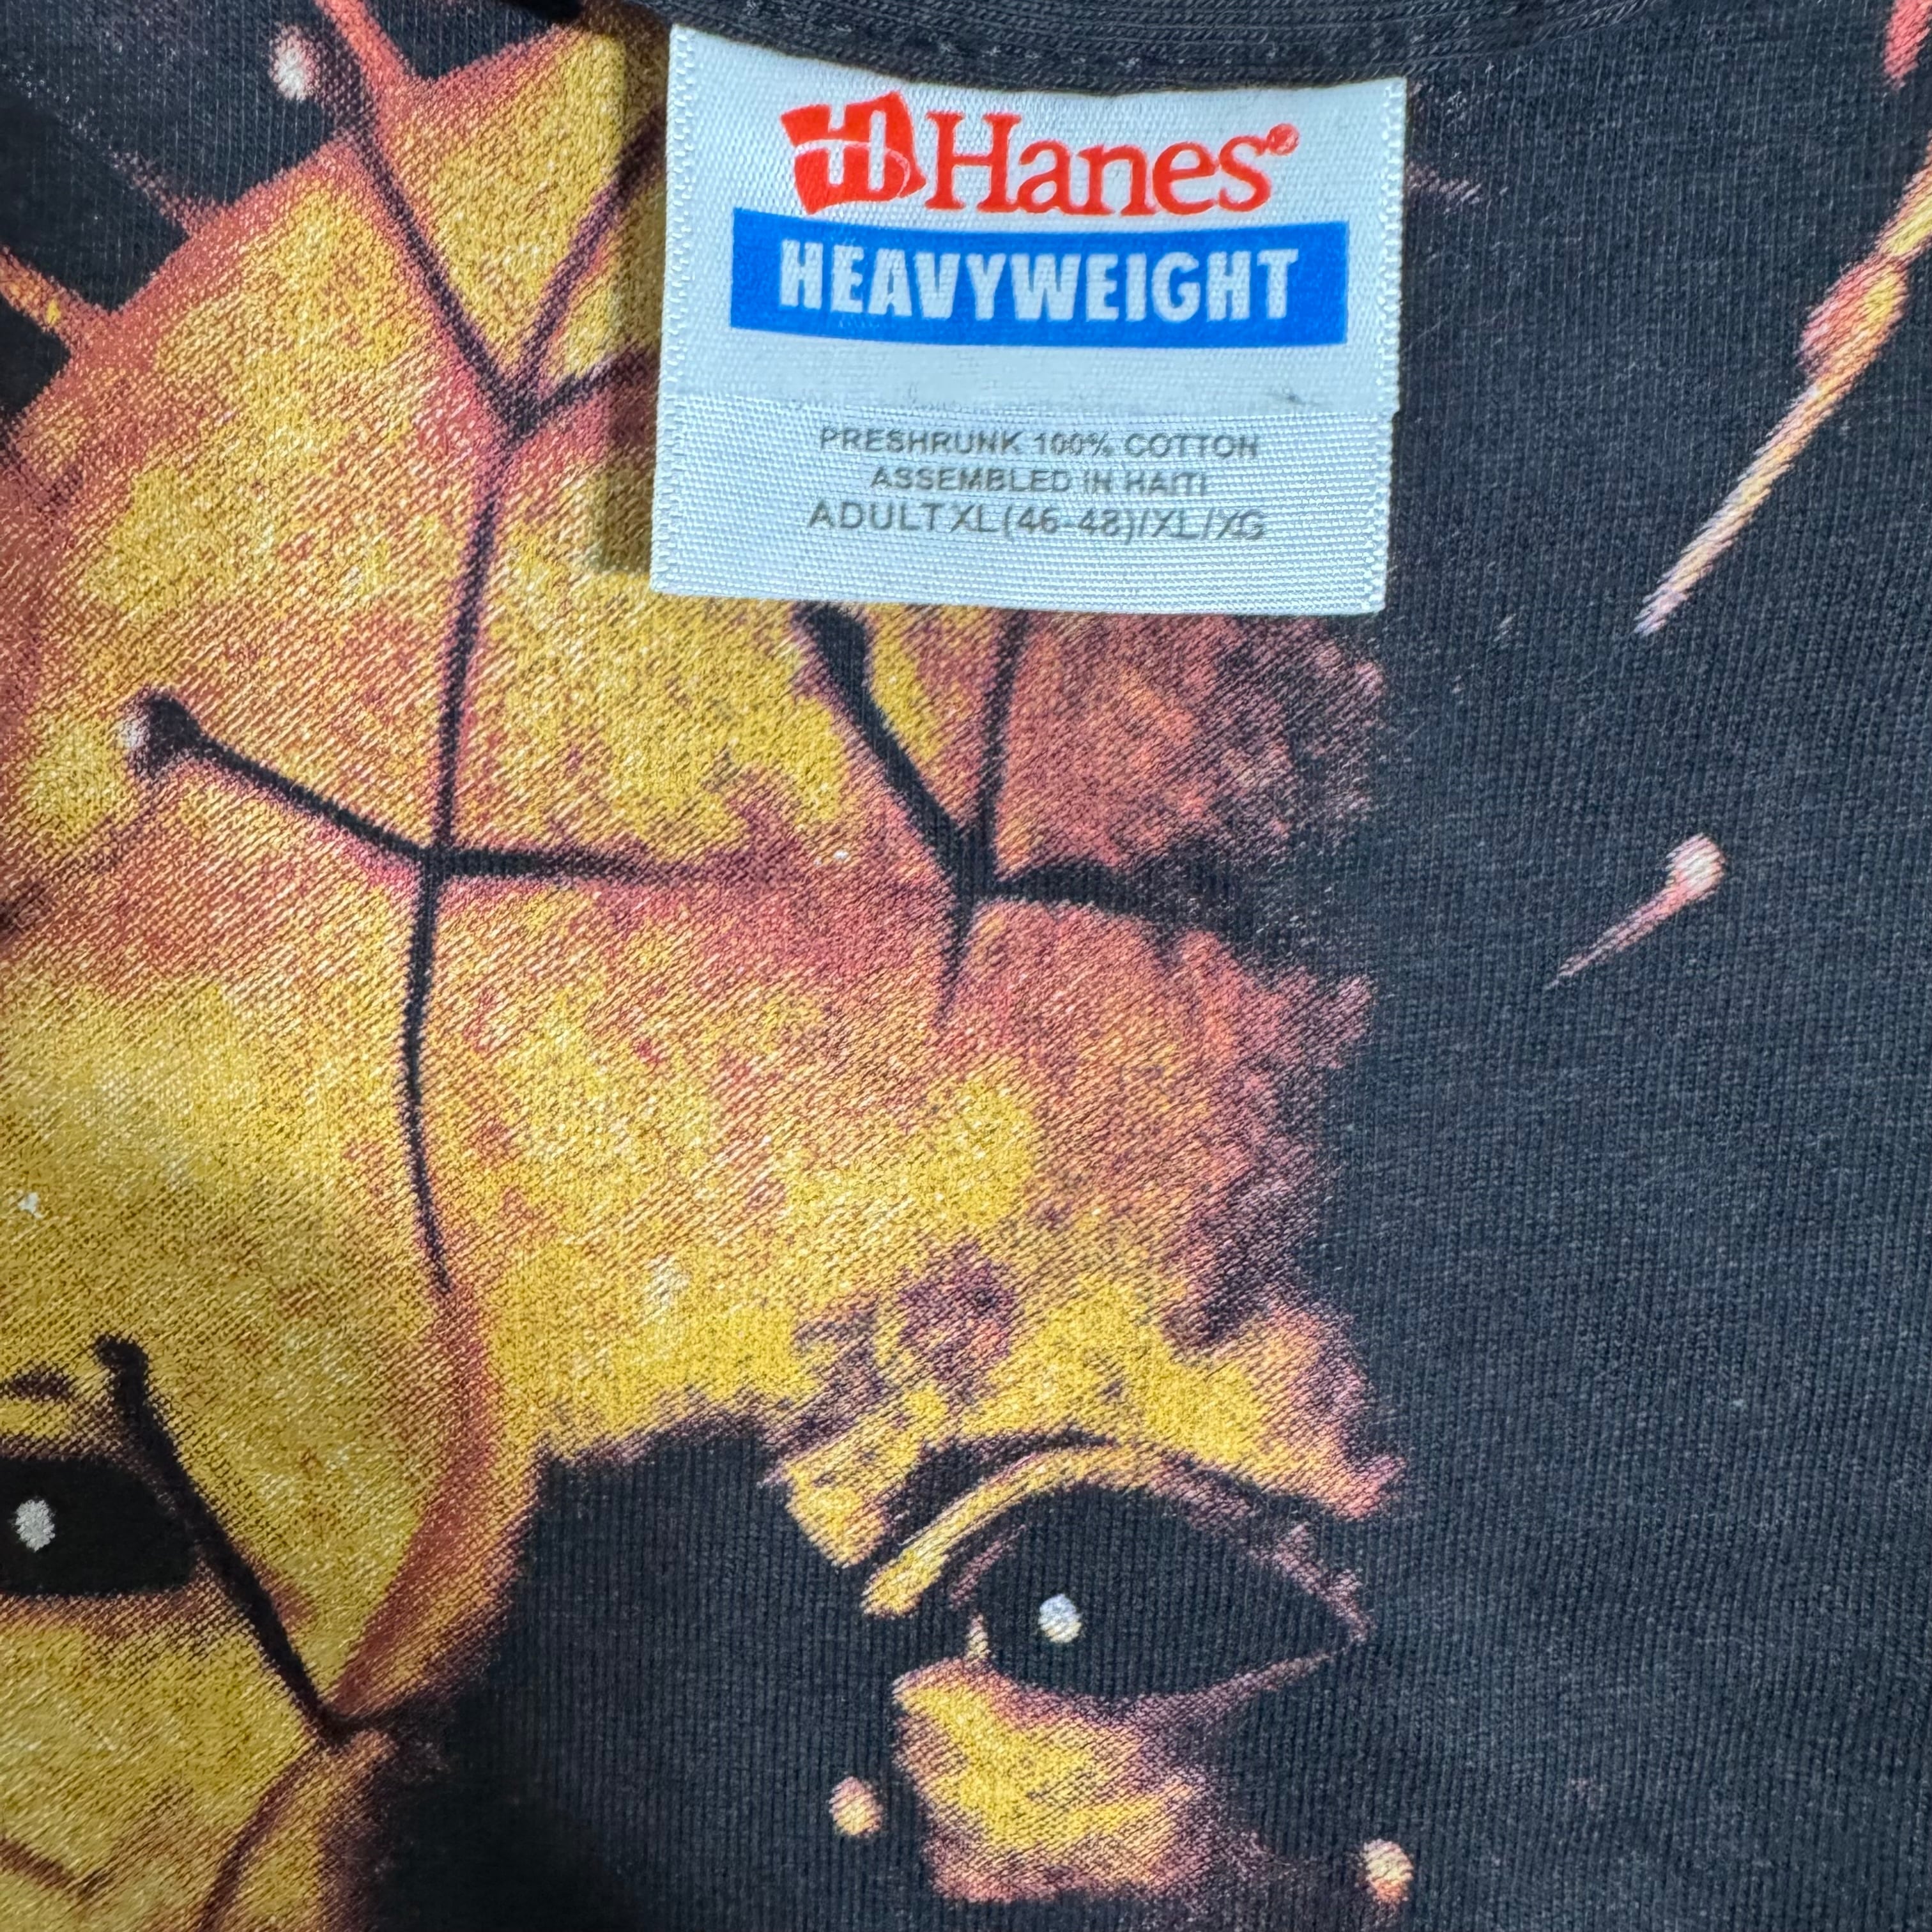 Hanes®
HEAVYWEIGHT
PRESHRUNK 100% COTTON
ASSEMBLED IN HAITI
ADULT XL(46-48)/XL/XG